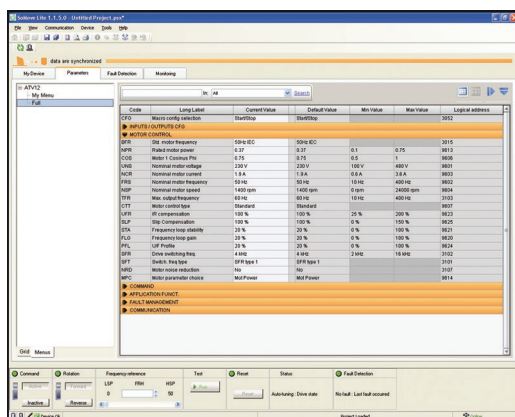 SoMove Lite 1.1.5.0 - Untitled Project.psx*
File View Communication Device Tools Help
data are synchronized
My Device Parameters Fault Detection Monitoring
ATV12
My Menu
Full
In: All Search
Code Long Label Current Value Default Value Min Value Max Value Logical address
CFG Macro config selection Start/Stop Start/Stop 3052
INPUTS / OUTPUTS CFG
MOTOR CONTROL
BFR Std. motor frequency 50Hz IEC 50Hz IEC 3015
NPR Rated motor power 0.37 0.37 0.1 0.75 9613
COS Motor 1 Cosinus Phi 0.75 0.75 0.5 1 9606
UNS Nominal motor voltage 230 V 230 V 100 V 480 V 9601
NCR Nominal motor current 1.9 A 1.9 A 0.6 A 3.6 A 9603
FRS Nominal motor frequency 50 Hz 50 Hz 10 Hz 400 Hz 9602
NSP Nominal motor speed 1400 rpm 1400 rpm 0 rpm 24000 rpm 9604
TFR Max. output frequency 60 Hz 60 Hz 10 Hz 400 Hz 3103
CTT Motor control type Standard Standard 9607
UFR IR compensation 100 % 100 % 25 % 200 % 9623
SLP Slip Compensation 100 % 100 % 0 % 150 % 9625
STA Frequency loop stability 20 % 20 % 0 % 100 % 9621
FLG Frequency loop gain 20 % 20 % 0 % 100 % 9620
PFL U/F Profile 20 % 20 % 0 % 100 % 9624
SFR Drive switching freq. 4 kHz 4 kHz 2 kHz 16 kHz 3102
SFT Switch. freq type SFR type 1 SFR type 1 3101
NRD Motor noise reduction No No 3107
MPC Motor parameter choice Mot Power Mot Power 9614
COMMAND
APPLICATION FUNCT.
FAULT MANAGEMENT
COMMUNICATION
Grid Menus
Command Rotation Frequency reference Test Reset Status Fault Detection
Active Forward LSP FRH HSP Run
0 50 Reset Autotuning : Drive state No fault : Last fault occured
Inactive Reverse
Project Loaded